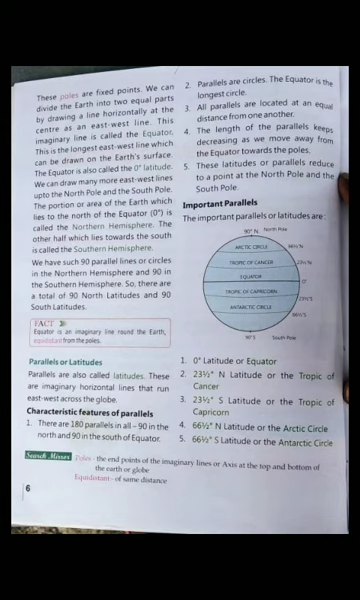 These poles are fixed points. We can
divide the Earth into two equal parts
by drawing a line horizontally at the
centre as an east-west line. This
imaginary line is called the Equator.
This is the longest east-west line which
can be drawn on the Earth's surface.
The Equator is also called the 0° latitude.
We can draw many more east-west lines
upto the North Pole and the South Pole.
The portion or area of the Earth which
lies to the north of the Equator (0°) is
called the Northern Hemisphere. The
other half which lies towards the south
is called the Southern Hemisphere.
We have such 90 parallel lines or circles
in the Northern Hemisphere and 90 in
the Southern Hemisphere. So, there are
a total of 90 North Latitudes and 90
South Latitudes.
FACT
Equator is an imaginary line round the Earth,
equidistant from the poles.
Parallels or Latitudes
Parallels are also called latitudes. These
are imaginary horizontal lines that run
east-west across the globe.
Characteristic features of parallels
1. There are 180 parallels in all – 90 in the
north and 90 in the south of Equator.
2. Parallels are circles. The Equator is the
longest circle.
3. All parallels are located at an equal
distance from one another.
4. The length of the parallels keeps
decreasing as we move away from
the Equator towards the poles.
5. These latitudes or parallels reduce
to a point at the North Pole and the
South Pole.
Important Parallels
The important parallels or latitudes are :
90° N North Pole
ARCTIC CIRCLE 66½°N
TROPIC OF CANCER 23½°N
EQUATOR 0°
TROPIC OF CAPRICORN 23½°S
ANTARCTIC CIRCLE 66½°S
90°S South Pole
1. 0° Latitude or Equator
2. 23½° N Latitude or the Tropic of
Cancer
3. 23½° S Latitude or the Tropic of
Capricorn
4. 66½° N Latitude or the Arctic Circle
5. 66½° S Latitude or the Antarctic Circle
Search Mirror Poles - the end points of the imaginary lines or Axis at the top and bottom of
the earth or globe
Equidistant - of same distance
6